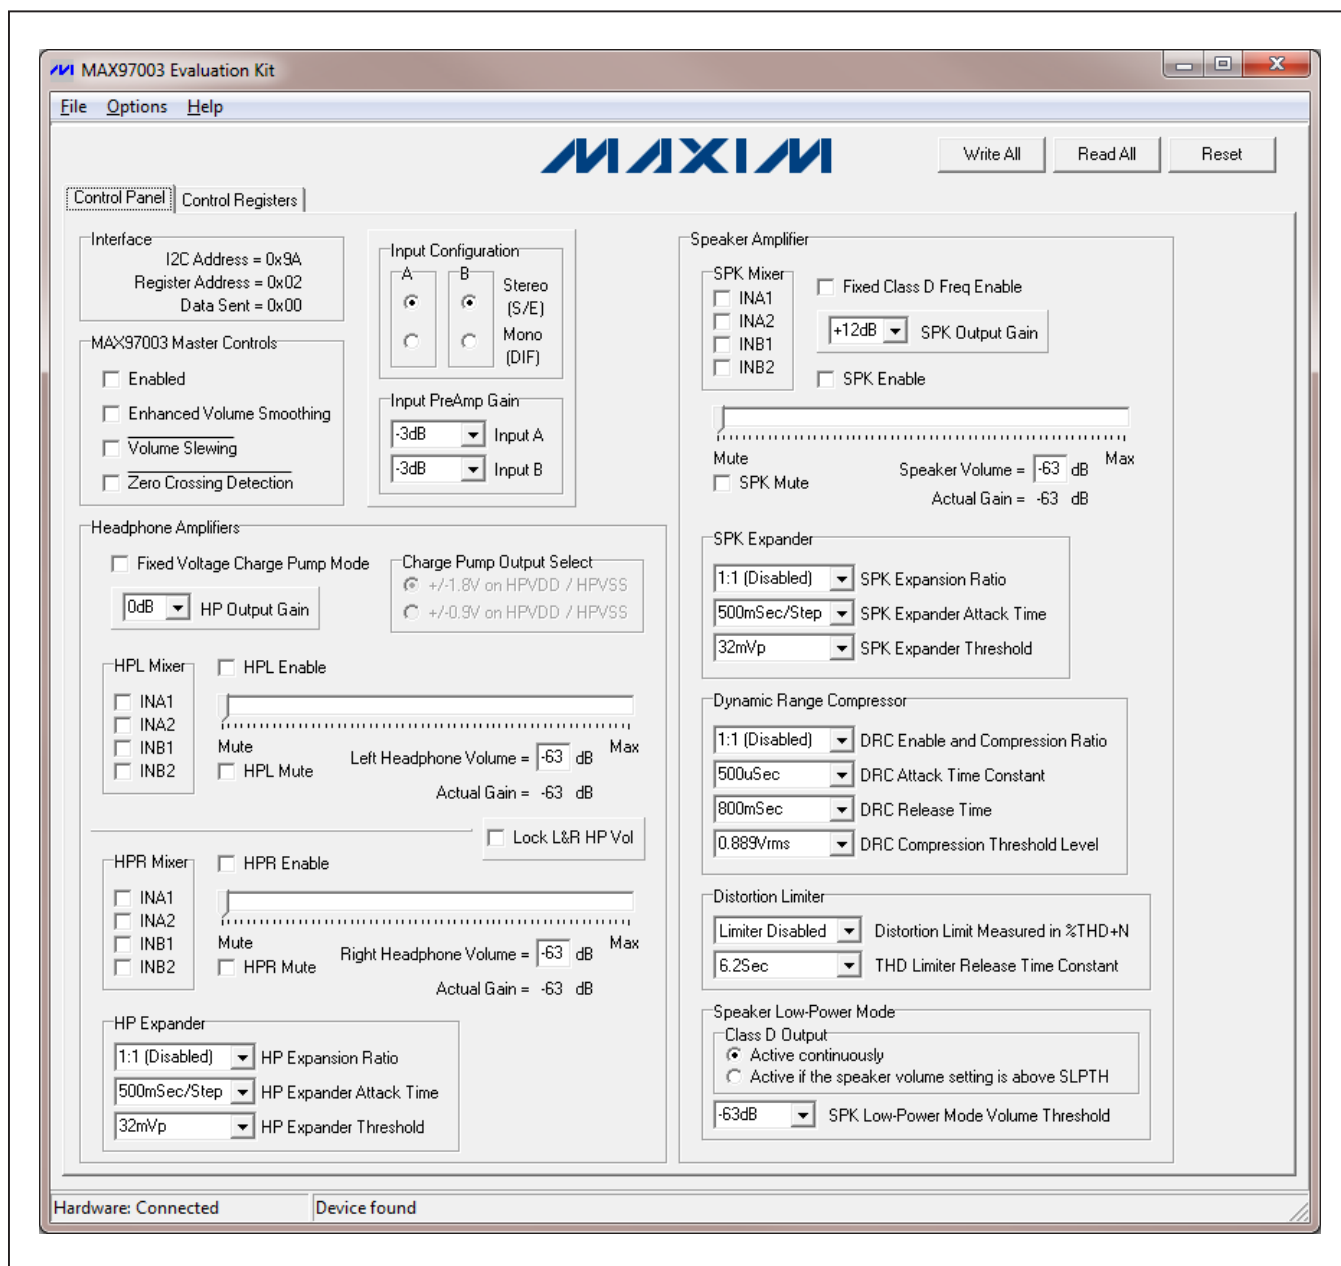 MAX97003 Evaluation Kit
File Options Help
MAXIM
Write All
Read All
Reset
Control Panel
Control Registers
Interface
I2C Address = 0x9A
Register Address = 0x02
Data Sent = 0x00
MAX97003 Master Controls
Enabled
Enhanced Volume Smoothing
Volume Slewing
Zero Crossing Detection
Input Configuration
A
B
Stereo
(S/E)
Mono
(DIF)
Input PreAmp Gain
-3dB Input A
-3dB Input B
Headphone Amplifiers
Fixed Voltage Charge Pump Mode
0dB HP Output Gain
Charge Pump Output Select
+/-1.8V on HPVDD / HPVSS
+/-0.9V on HPVDD / HPVSS
HPL Mixer
INA1
INA2
INB1
INB2
HPL Enable
Mute
Max
HPL Mute
Left Headphone Volume = -63 dB
Actual Gain = -63 dB
Lock L&R HP Vol
HPR Mixer
INA1
INA2
INB1
INB2
HPR Enable
Mute
Max
HPR Mute
Right Headphone Volume = -63 dB
Actual Gain = -63 dB
HP Expander
1:1 (Disabled) HP Expansion Ratio
500mSec/Step HP Expander Attack Time
32mVp HP Expander Threshold
Speaker Amplifier
SPK Mixer
INA1
INA2
INB1
INB2
Fixed Class D Freq Enable
+12dB SPK Output Gain
SPK Enable
Mute
Max
SPK Mute
Speaker Volume = -63 dB
Actual Gain = -63 dB
SPK Expander
1:1 (Disabled) SPK Expansion Ratio
500mSec/Step SPK Expander Attack Time
32mVp SPK Expander Threshold
Dynamic Range Compressor
1:1 (Disabled) DRC Enable and Compression Ratio
500uSec DRC Attack Time Constant
800mSec DRC Release Time
0.889Vrms DRC Compression Threshold Level
Distortion Limiter
Limiter Disabled Distortion Limit Measured in %THD+N
6.2Sec THD Limiter Release Time Constant
Speaker Low-Power Mode
Class D Output
Active continuously
Active if the speaker volume setting is above SLPTH
-63dB SPK Low-Power Mode Volume Threshold
Hardware: Connected
Device found